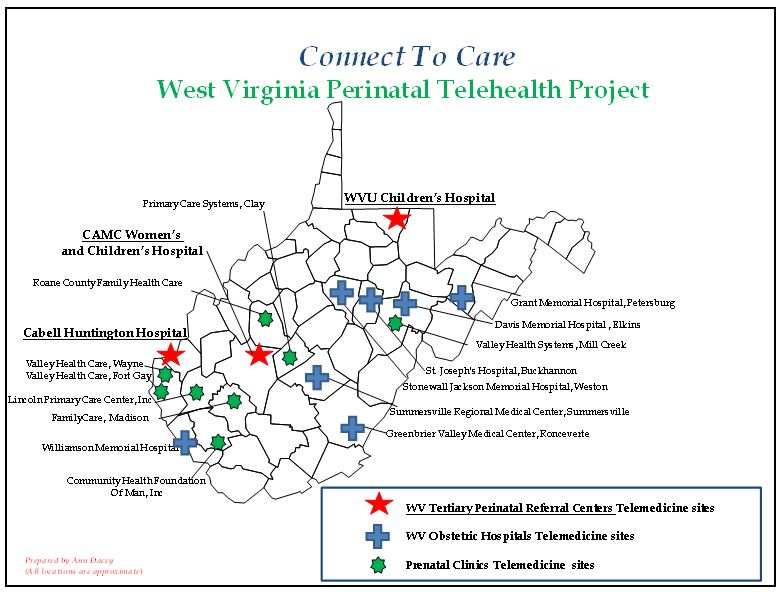 Connect To Care
West Virginia Perinatal Telehealth Project
WVU Children's Hospital
Primary Care Systems, Clay
CAMC Women's
and Children's Hospital
Roane County Family Health Care
Grant Memorial Hospital, Petersburg
Davis Memorial Hospital, Elkins
Cabell Huntington Hospital
Valley Health Systems, Mill Creek
Valley Health Care, Wayne
Valley Health Care, Fort Gay
St. Joseph's Hospital, Buckhannon
Stonewall Jackson Memorial Hospital, Weston
Lincoln Primary Care Center, Inc
FamilyCare, Madison
Summersville Regional Medical Center, Summersville
Greenbrier Valley Medical Center, Ronceverte
Williamson Memorial Hospital
Community Health Foundation
Of Man, Inc
WV Tertiary Perinatal Referral Centers Telemedicine sites
WV Obstetric Hospitals Telemedicine sites
Prenatal Clinics Telemedicine sites
Prepared by Ann Dacey
(All locations are approximate)